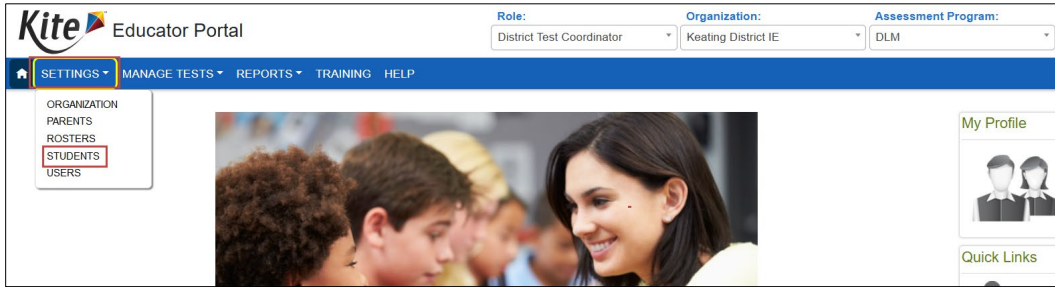 Kite Educator Portal
Role: Organization: Assessment Program:
District Test Coordinator Keating District IE DLM
SETTINGS MANAGE TESTS REPORTS TRAINING HELP
ORGANIZATION
PARENTS
ROSTERS
STUDENTS
USERS
My Profile
Quick Links